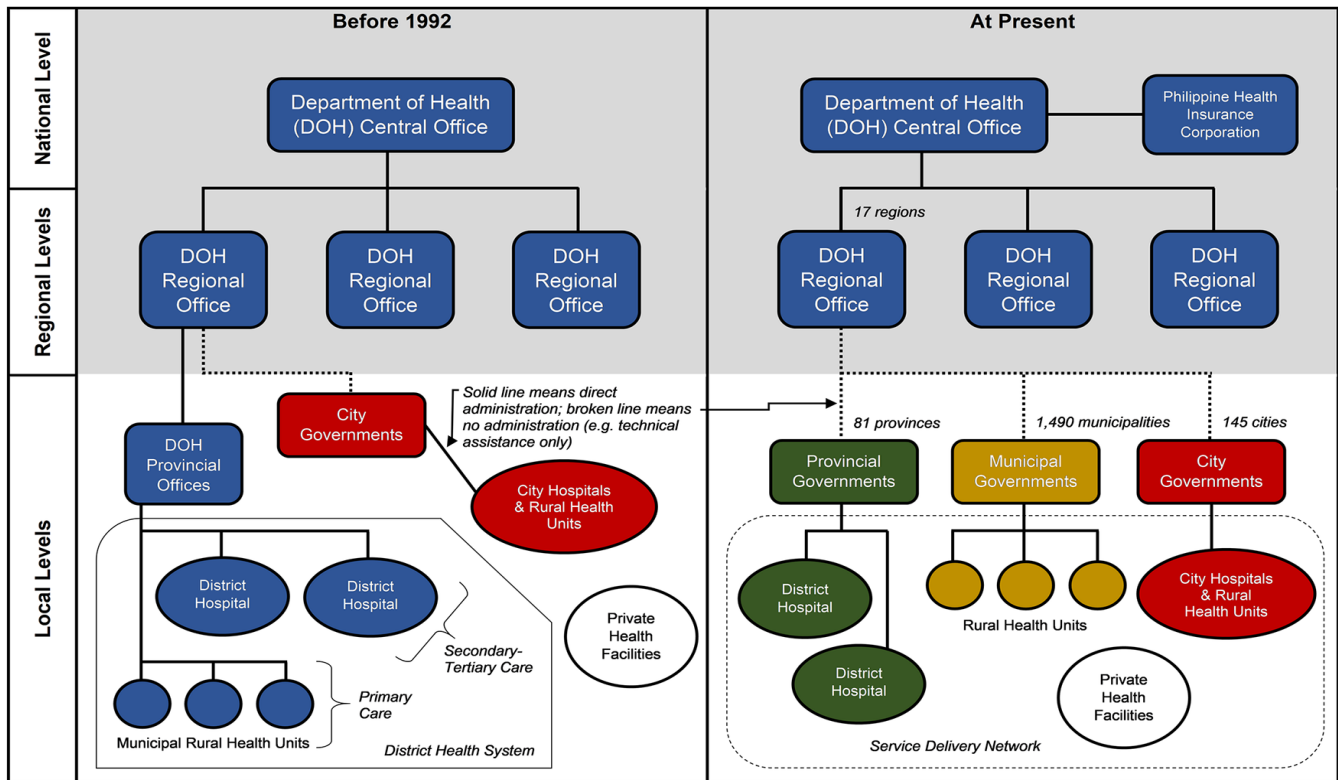 Before 1992
At Present
National Level
Department of Health
(DOH) Central Office
Department of Health
(DOH) Central Office
Philippine Health
Insurance
Corporation
Regional Levels
17 regions
DOH
Regional
Office
DOH
Regional
Office
DOH
Regional
Office
DOH
Regional
Office
DOH
Regional
Office
DOH
Regional
Office
Local Levels
City
Governments
Solid line means direct
administration; broken line means
no administration (e.g. technical
assistance only)
DOH
Provincial
Offices
City Hospitals
& Rural Health
Units
District
Hospital
District
Hospital
Secondary-
Tertiary Care
Private
Health
Facilities
Primary
Care
Municipal Rural Health Units
District Health System
81 provinces
1,490 municipalities
145 cities
Provincial
Governments
Municipal
Governments
City
Governments
District
Hospital
District
Hospital
Rural Health Units
City Hospitals
& Rural
Health Units
Private
Health
Facilities
Service Delivery Network